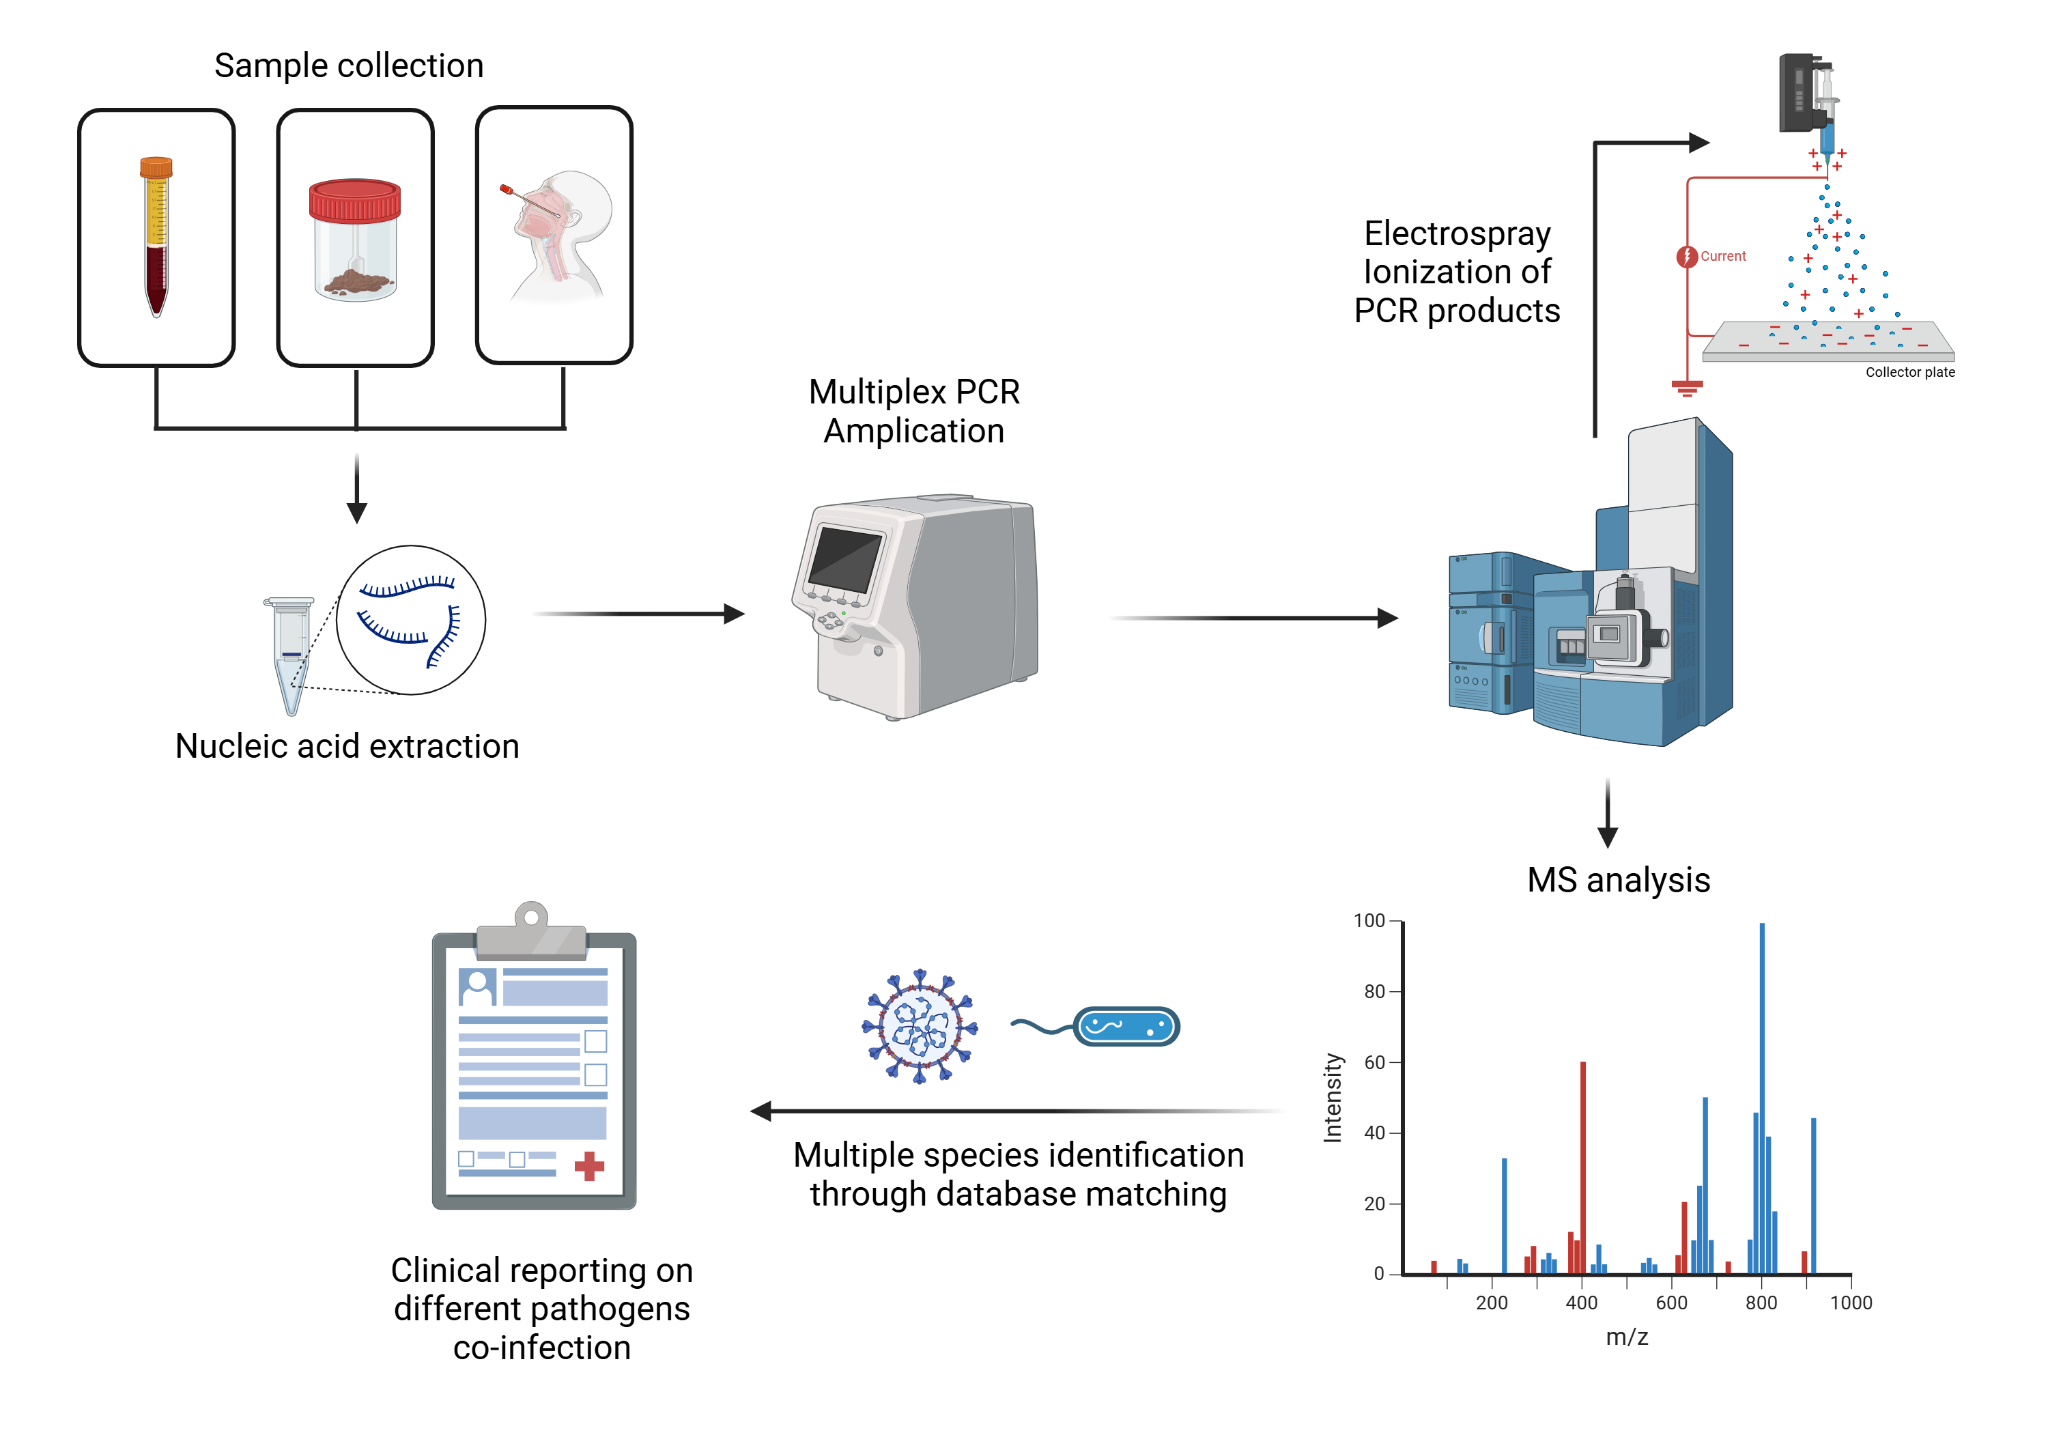 Sample collection
Nucleic acid extraction
Multiplex PCR
Amplication
Electrospray
Ionization of
PCR products
Current
Collector plate
MS analysis
100
80
60
40
20
0
Intensity
200
400
600
800
1000
m/z
Multiple species identification
through database matching
Clinical reporting on
different pathogens
co-infection